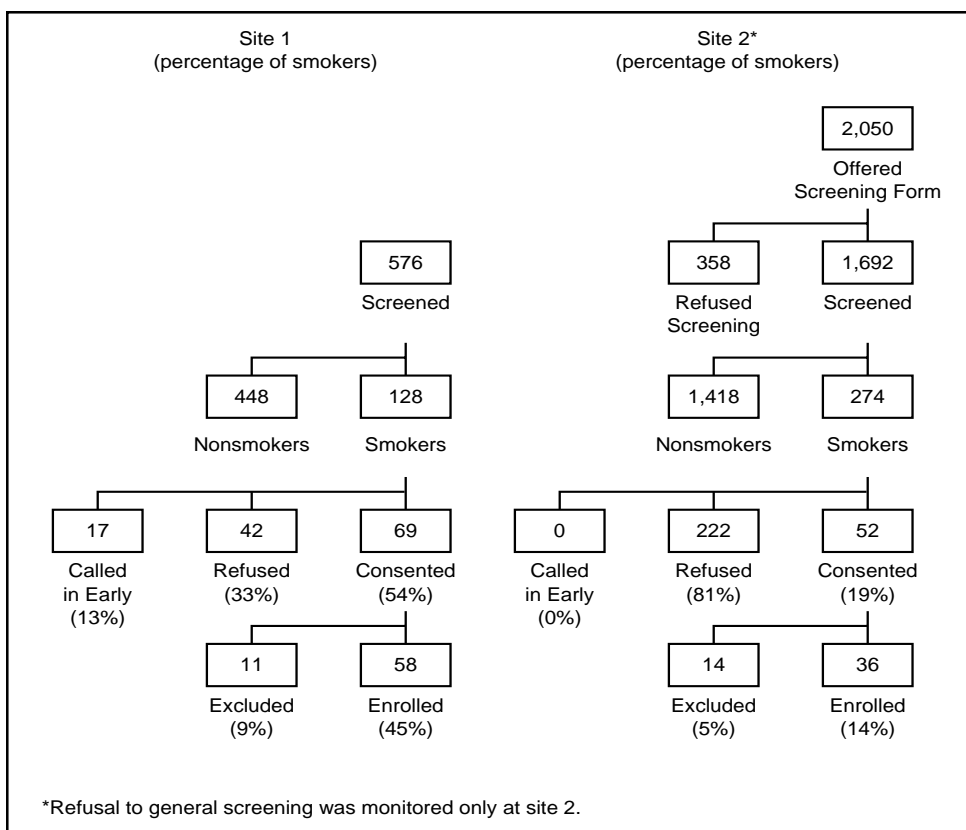 Site 1
(percentage of smokers)
Site 2*
(percentage of smokers)
2,050
Offered
Screening Form
576
Screened
358
Refused
Screening
1,692
Screened
448
Nonsmokers
128
Smokers
1,418
Nonsmokers
274
Smokers
17
Called
in Early
(13%)
42
Refused
(33%)
69
Consented
(54%)
0
Called
in Early
(0%)
222
Refused
(81%)
52
Consented
(19%)
11
Excluded
(9%)
58
Enrolled
(45%)
14
Excluded
(5%)
36
Enrolled
(14%)
*Refusal to general screening was monitored only at site 2.